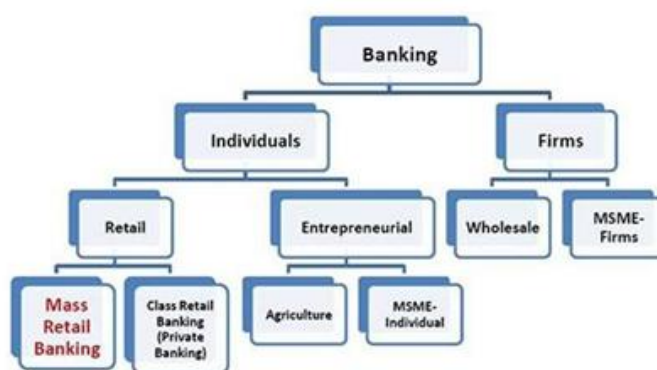 Banking
Individuals
Firms
Retail
Entrepreneurial
Wholesale
MSME-
Firms
Mass
Retail
Banking
Class Retail
Banking
(Private
Banking)
Agriculture
MSME-
Individual